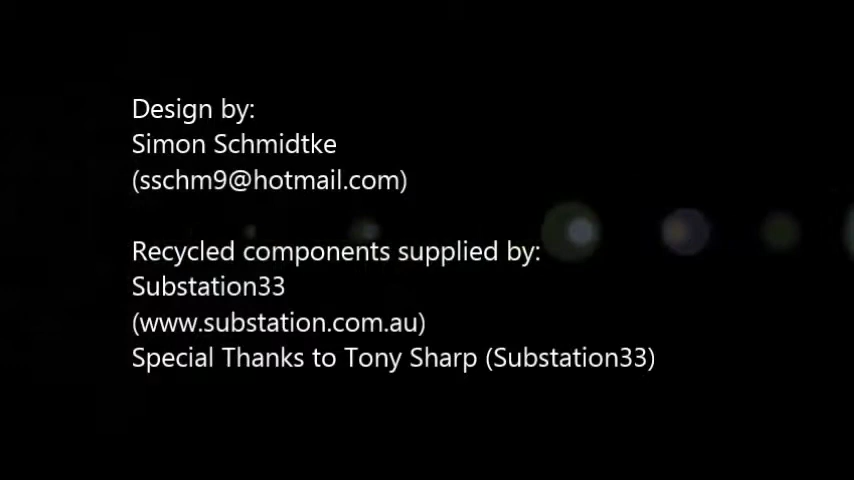 Design by:
Simon Schmidtke
(sschm9@hotmail.com)
Recycled components supplied by:
Substation33
(www.substation.com.au)
Special Thanks to Tony Sharp (Substation33)